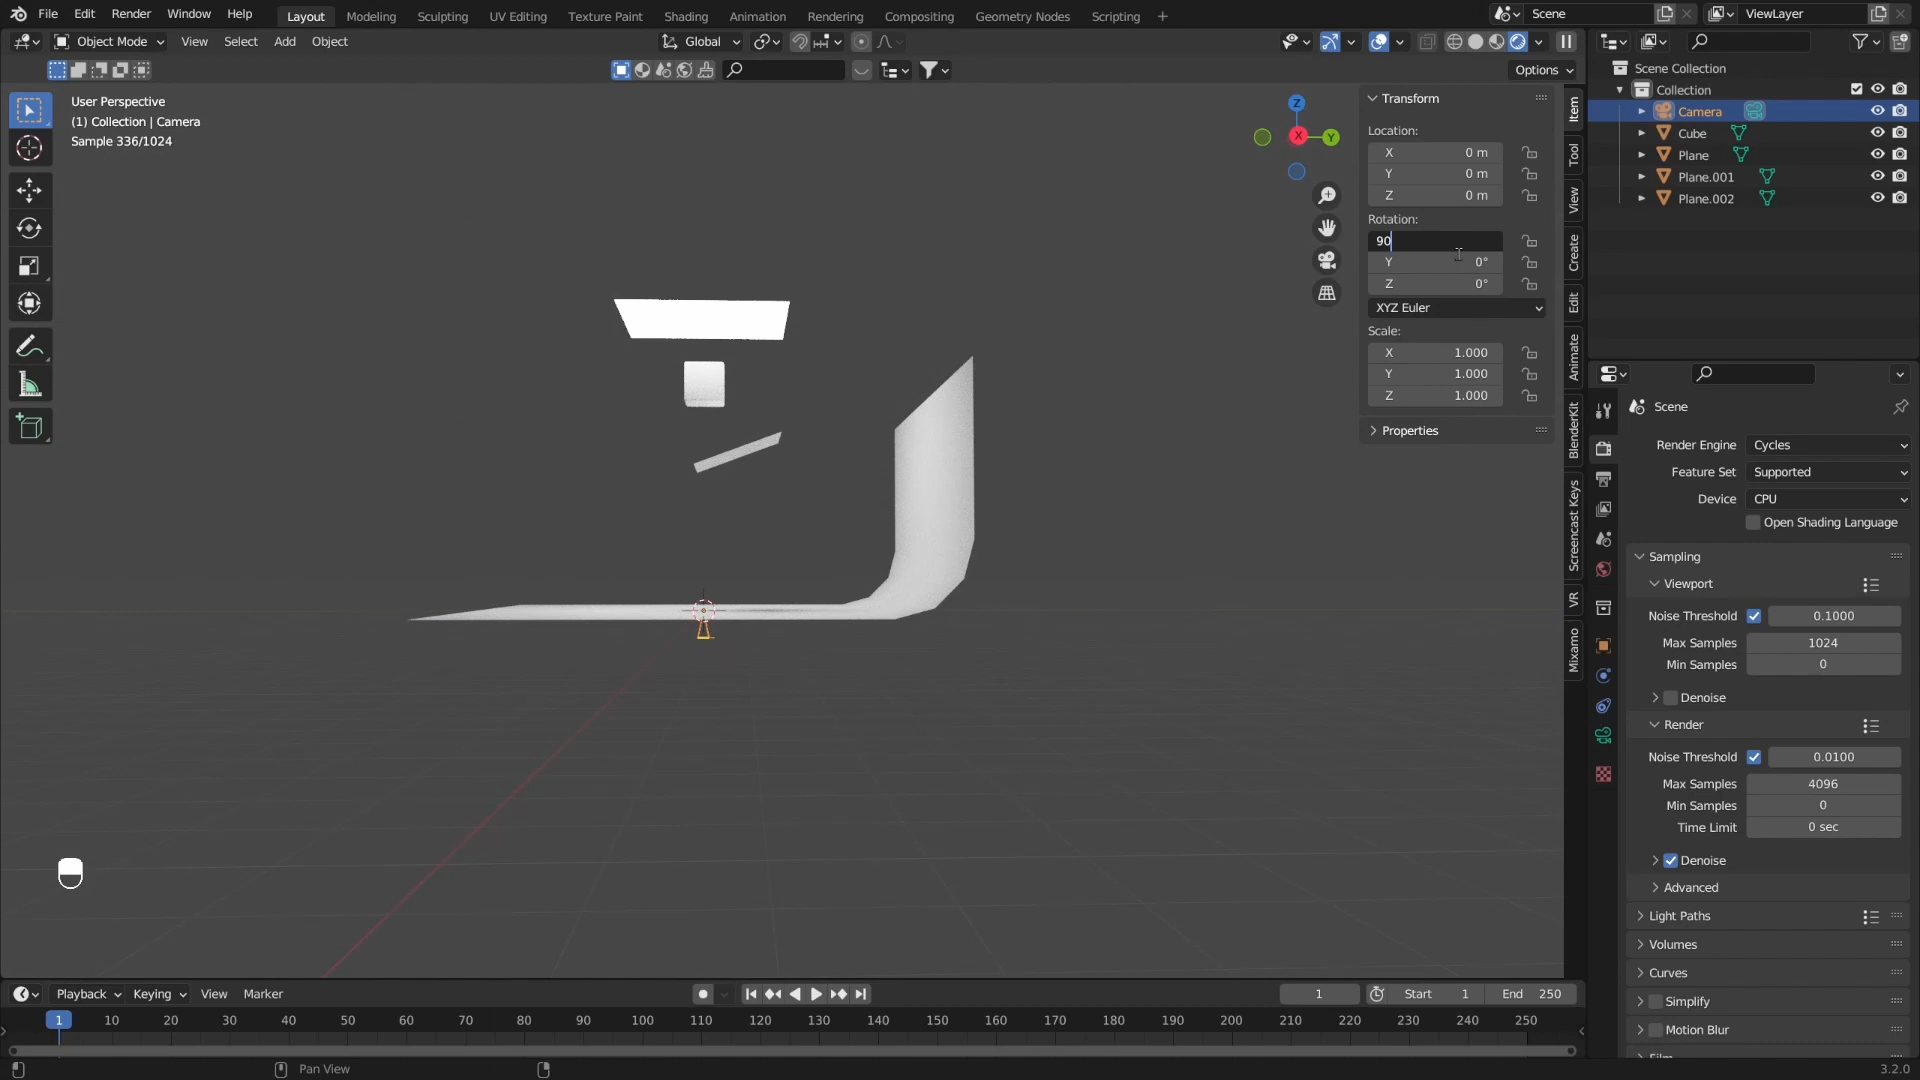 File Edit Render Window Help Layout Modeling Sculpting UV Editing Texture Paint Shading Animation Rendering Compositing Geometry Nodes Scripting + Scene ViewLayer
Object Mode View Select Add Object Global
Options
User Perspective
(1) Collection | Camera
Sample 336/1024
Z
X
Y
Transform
Location:
X 0 m
Y 0 m
Z 0 m
Rotation:
90
Y 0°
Z 0°
XYZ Euler
Scale:
X 1.000
Y 1.000
Z 1.000
Properties
Item
Tool
View
Create
Edit
Animate
BlenderKit
Screencast Keys
VR
Mixamo
Scene Collection
Collection
Camera
Cube
Plane
Plane.001
Plane.002
Scene
Render Engine Cycles
Feature Set Supported
Device CPU
Open Shading Language
Sampling
Viewport
Noise Threshold 0.1000
Max Samples 1024
Min Samples 0
Denoise
Render
Noise Threshold 0.0100
Max Samples 4096
Min Samples 0
Time Limit 0 sec
Denoise
Advanced
Light Paths
Volumes
Curves
Simplify
Motion Blur
Film
Playback Keying View Marker 1 Start 1 End 250
1 10 20 30 40 50 60 70 80 90 100 110 120 130 140 150 160 170 180 190 200 210 220 230 240 250
Pan View 3.2.0